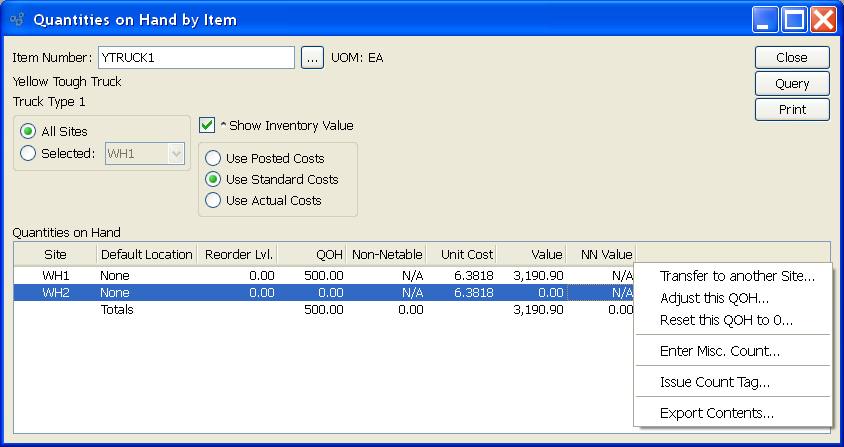 Quantities on Hand by Item
Item Number: YTRUCK1 ... UOM: EA
Close
Yellow Tough Truck
Query
Truck Type 1
Print
All Sites
^ Show Inventory Value
Selected: WH1
Use Posted Costs
Use Standard Costs
Use Actual Costs
Quantities on Hand
Site Default Location Reorder Lvl. QOH Non-Netable Unit Cost Value NN Value
WH1 None 0.00 500.00 N/A 6.3818 3,190.90 N/A
WH2 None 0.00 0.00 N/A 6.3818 0.00 N/A
Totals 500.00 0.00 3,190.90 0.00
Transfer to another Site...
Adjust this QOH...
Reset this QOH to 0...
Enter Misc. Count...
Issue Count Tag...
Export Contents...